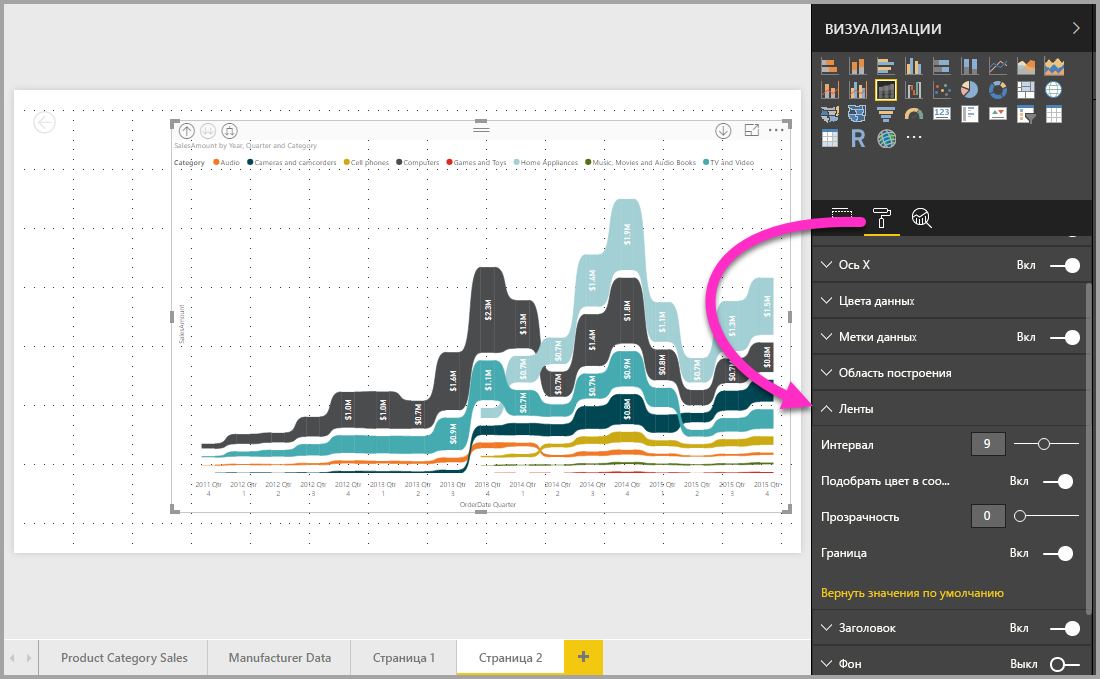 ВИЗУАЛИЗАЦИИ
123
R
SalesAmount by Year, Quarter and Category
Category Audio Cameras and camcorders Cell phones Computers Games and Toys Home Appliances Music, Movies and Audio Books TV and Video
SalesAmount
$1.0M
$1.0M
$0.7M
$1.6M
$0.9M
$2.3M
$1.1M
$1.3M
$0.7M
$0.7M
$0.7M
$0.7M
$1.4M
$1.4M
$0.7M
$1.9M
$1.8M
$0.9M
$0.8M
$1.1M
$0.8M
$0.7M
$1.3M
$1.5M
$0.8M
2011 Qtr 2012 Qtr 2012 Qtr 2012 Qtr 2012 Qtr 2013 Qtr 2013 Qtr 2013 Qtr 2013 Qtr 2014 Qtr 2014 Qtr 2014 Qtr 2014 Qtr 2015 Qtr 2015 Qtr 2015 Qtr 2015 Qtr
4 1 2 3 4 1 2 3 4 1 2 3 4 1 2 3 4
OrderDate Quarter
Ось X Вкл
Цвета данных
Метки данных Вкл
Область построения
Ленты
Интервал 9
Подобрать цвет в соо... Вкл
Прозрачность 0
Граница Вкл
Вернуть значения по умолчанию
Заголовок Вкл
Фон Выкл
Product Category Sales Manufacturer Data Страница 1 Страница 2